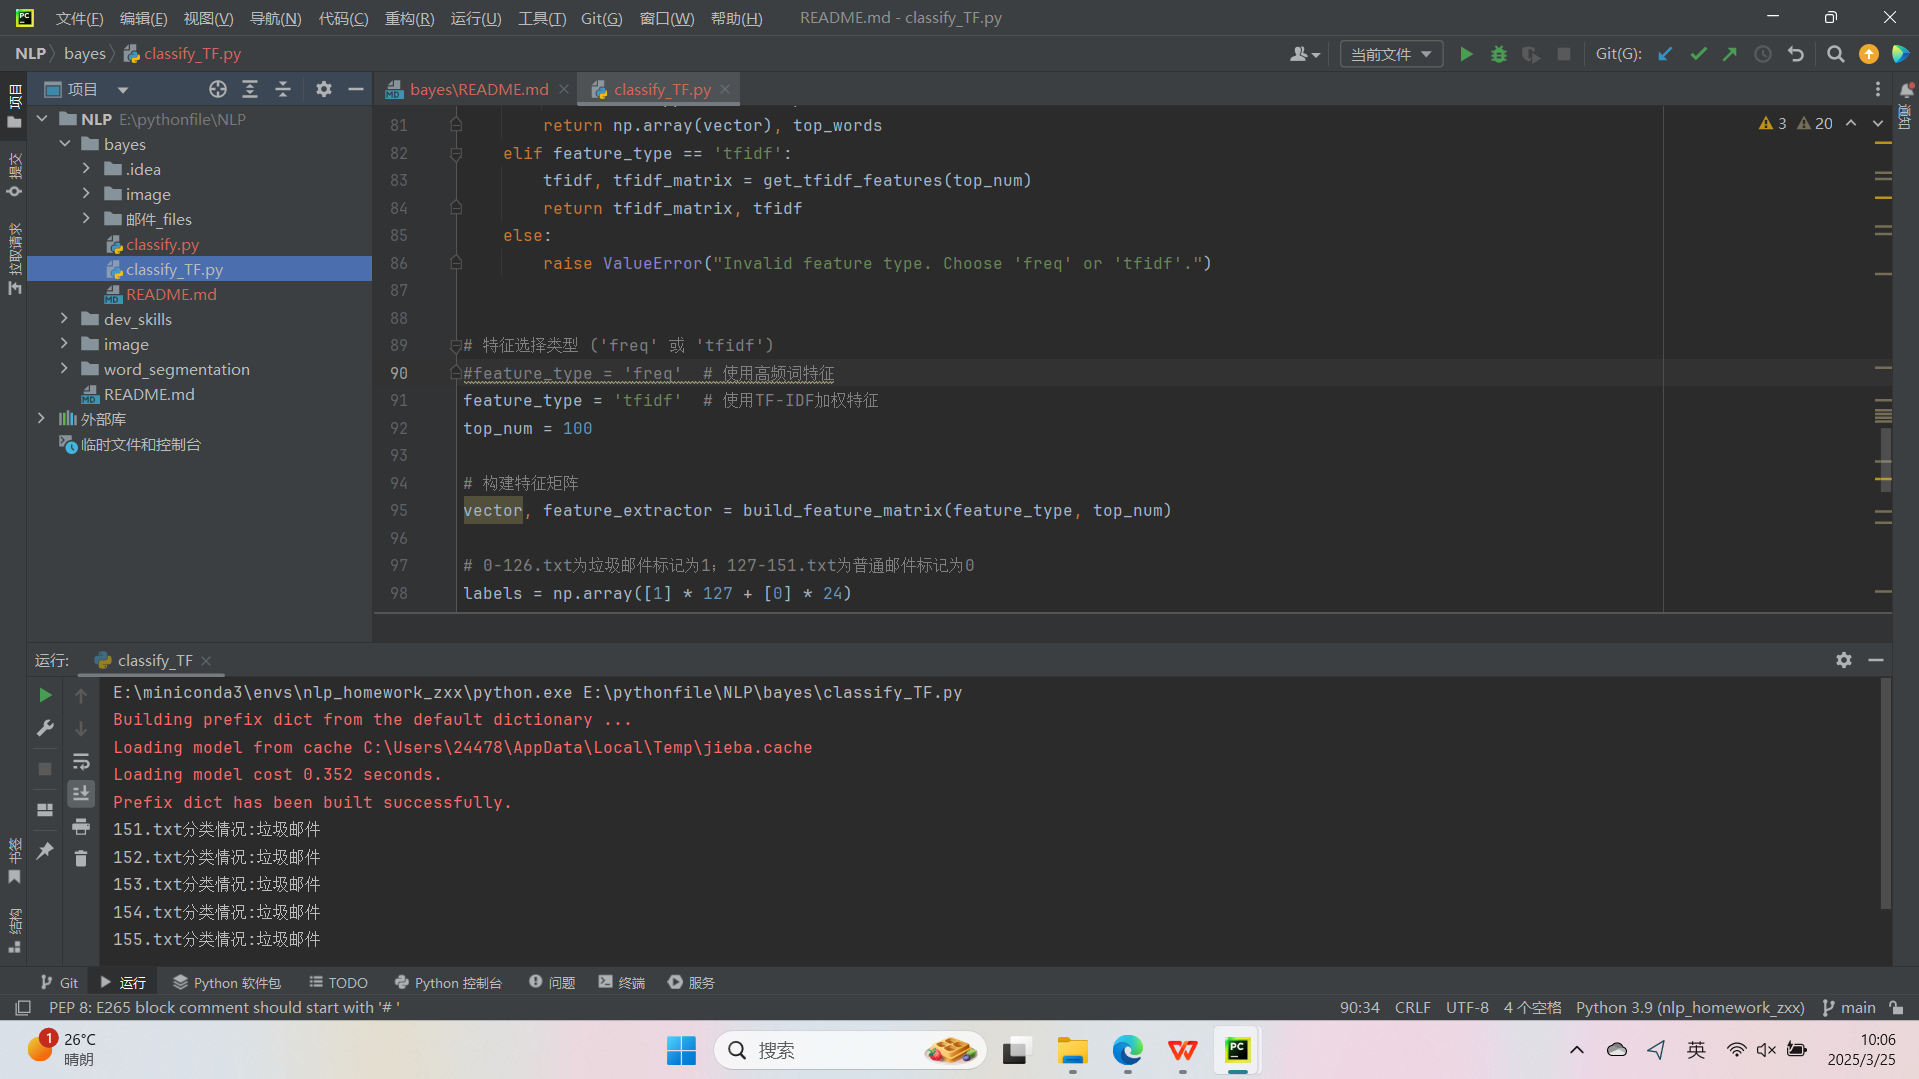 PC 文件(F) 编辑(E) 视图(V) 导航(N) 代码(C) 重构(R) 运行(U) 工具(T) Git(G) 窗口(W) 帮助(H) README.md - classify_TF.py
NLP bayes classify_TF.py 当前文件 Git(G):
项目 bayes\README.md classify_TF.py
项目
提交
拉取请求
书签
结构
通知
NLP E:\pythonfile\NLP
bayes
.idea
image
邮件_files
classify.py
classify_TF.py
README.md
dev_skills
image
word_segmentation
README.md
外部库
临时文件和控制台
3 20
81 return np.array(vector), top_words
82 elif feature_type == 'tfidf':
83 tfidf, tfidf_matrix = get_tfidf_features(top_num)
84 return tfidf_matrix, tfidf
85 else:
86 raise ValueError("Invalid feature type. Choose 'freq' or 'tfidf'.")
87
88
89 # 特征选择类型 ('freq' 或 'tfidf')
90 #feature_type = 'freq'  # 使用高频词特征
91 feature_type = 'tfidf'  # 使用TF-IDF加权特征
92 top_num = 100
93
94 # 构建特征矩阵
95 vector, feature_extractor = build_feature_matrix(feature_type, top_num)
96
97 # 0-126.txt为垃圾邮件标记为1；127-151.txt为普通邮件标记为0
98 labels = np.array([1] * 127 + [0] * 24)
运行: classify_TF
E:\miniconda3\envs\nlp_homework_zxx\python.exe E:\pythonfile\NLP\bayes\classify_TF.py
Building prefix dict from the default dictionary ...
Loading model from cache C:\Users\24478\AppData\Local\Temp\jieba.cache
Loading model cost 0.352 seconds.
Prefix dict has been built successfully.
151.txt分类情况:垃圾邮件
152.txt分类情况:垃圾邮件
153.txt分类情况:垃圾邮件
154.txt分类情况:垃圾邮件
155.txt分类情况:垃圾邮件
Git 运行 Python 软件包 TODO Python 控制台 问题 终端 服务
PEP 8: E265 block comment should start with '# ' 90:34 CRLF UTF-8 4 个空格 Python 3.9 (nlp_homework_zxx) main
1 26°C
晴朗
搜索
PC
英
10:06
2025/3/25